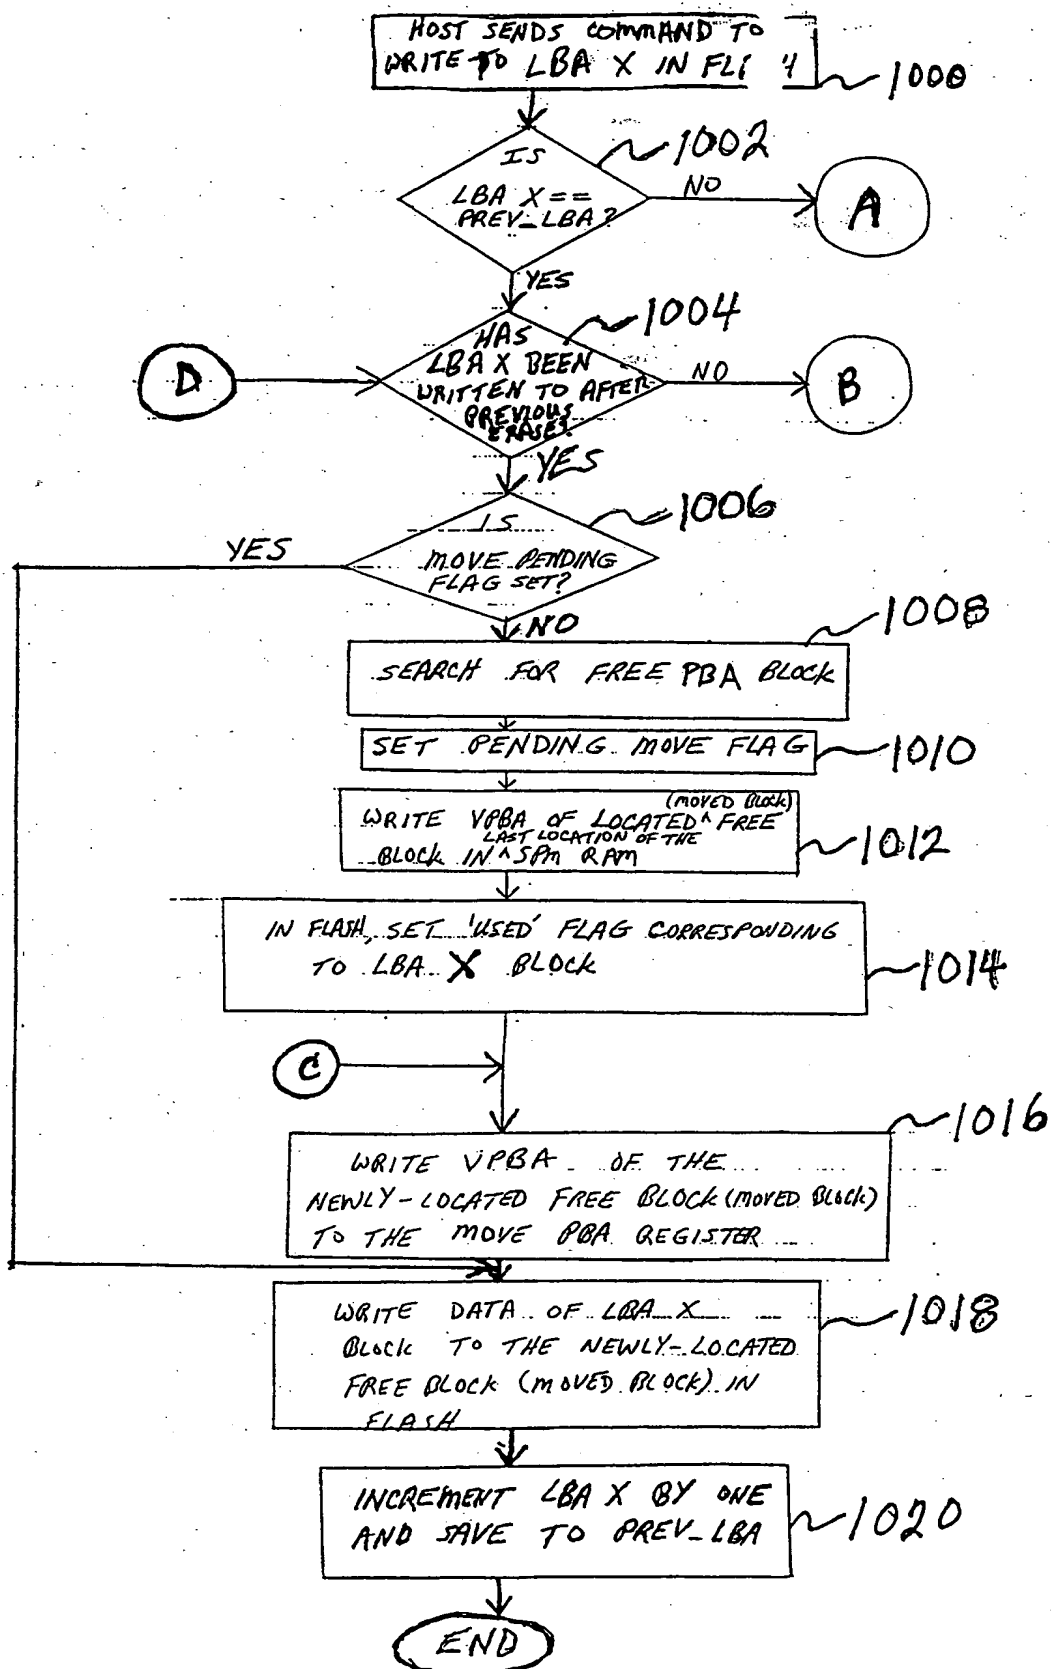 HOST SENDS COMMAND TO
WRITE TO LBA X IN
1000
IS
LBA X ==
PREV_LBA?
1002
NO
A
YES
D
HAS
LBA X BEEN
WRITTEN TO AFTER
PREVIOUS
ERASE?
1004
NO
B
YES
IS
MOVE PENDING
FLAG SET?
1006
YES
NO
SEARCH FOR FREE PBA BLOCK
1008
SET PENDING MOVE FLAG
1010
(MOVED BLOCK)
WRITE VPBA OF LOCATED ^ FREE
LAST LOCATION OF THE
BLOCK IN ^ SPM RAM
1012
IN FLASH, SET 'USED' FLAG CORRESPONDING
TO LBA X BLOCK
1014
C
WRITE VPBA OF THE
NEWLY-LOCATED FREE BLOCK (MOVED BLOCK)
TO THE MOVE PBA REGISTER
1016
WRITE DATA OF LBA X
BLOCK TO THE NEWLY-LOCATED
FREE BLOCK (MOVED BLOCK) IN
FLASH
1018
INCREMENT LBA X BY ONE
AND SAVE TO PREV_LBA
1020
END